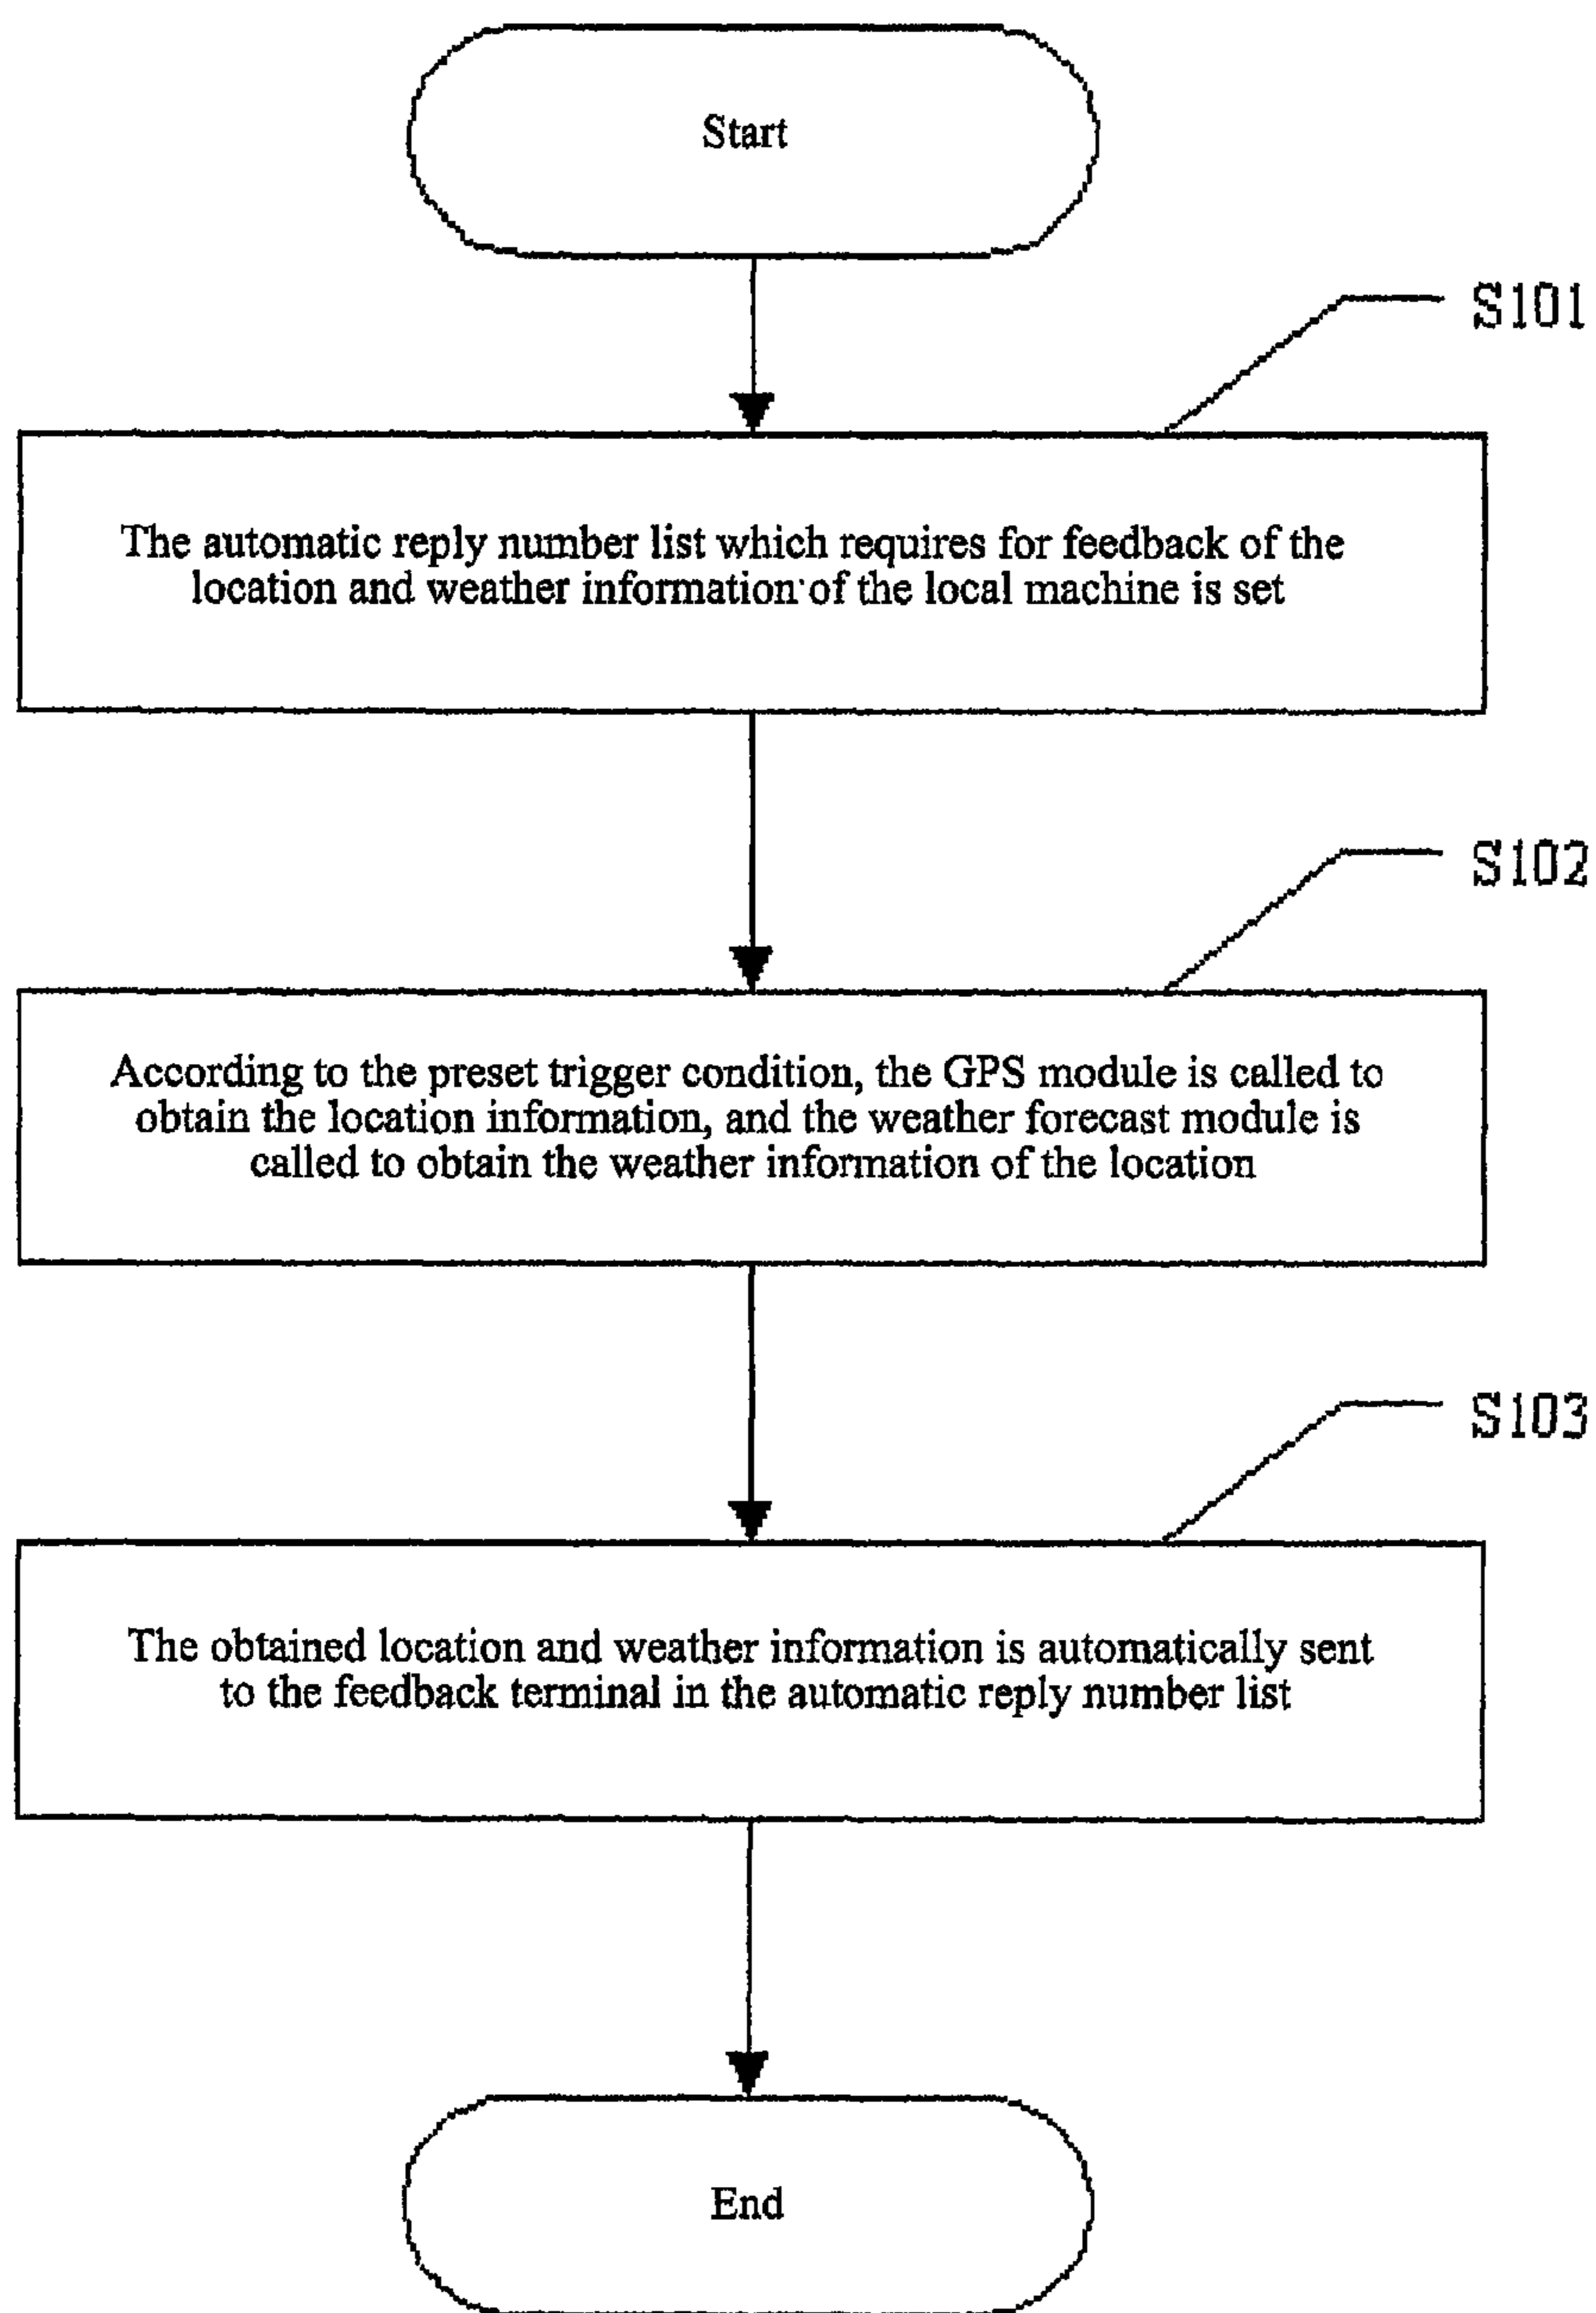 Start
S101
The automatic reply number list which requires for feedback of the
location and weather information of the local machine is set
S102
According to the preset trigger condition, the GPS module is called to
obtain the location information, and the weather forecast module is
called to obtain the weather information of the location
S103
The obtained location and weather information is automatically sent
to the feedback terminal in the automatic reply number list
End